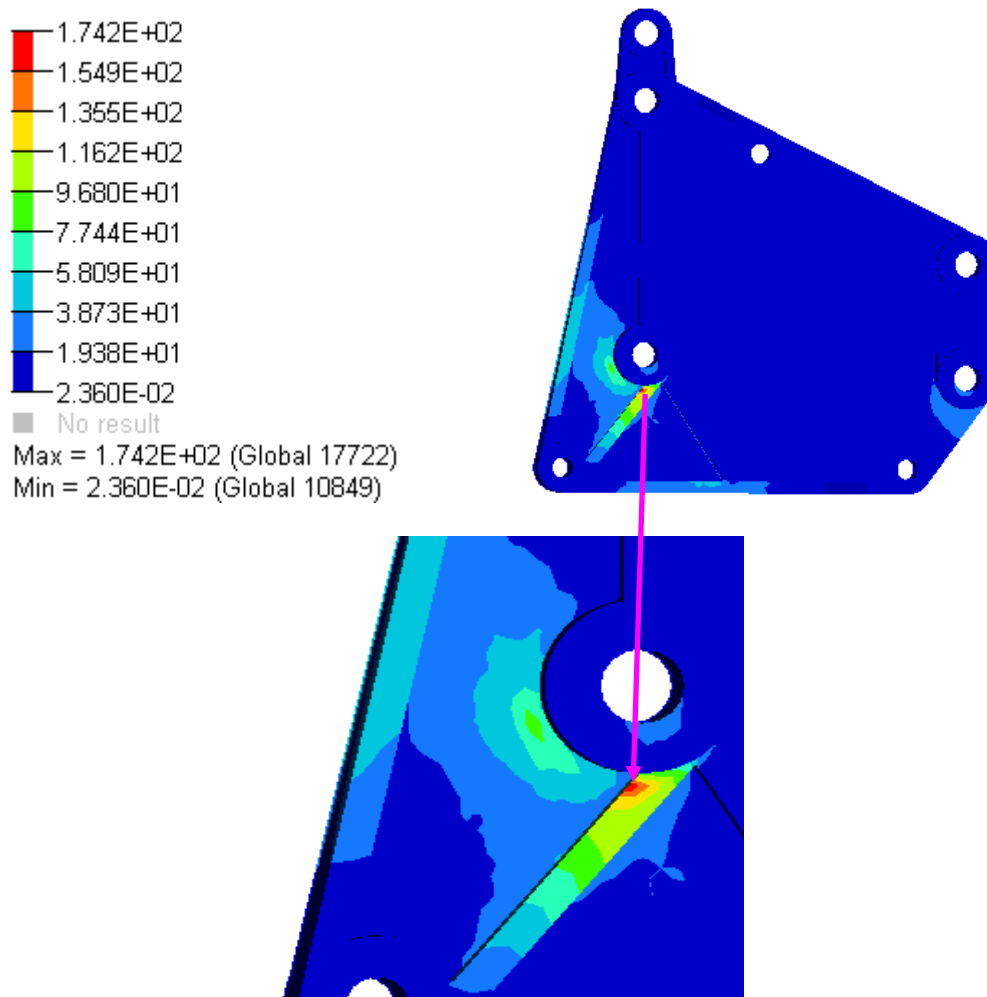 1.742E+02
1.549E+02
1.355E+02
1.162E+02
9.680E+01
7.744E+01
5.809E+01
3.873E+01
1.938E+01
2.360E-02
No result
Max = 1.742E+02 (Global 17722)
Min = 2.360E-02 (Global 10849)